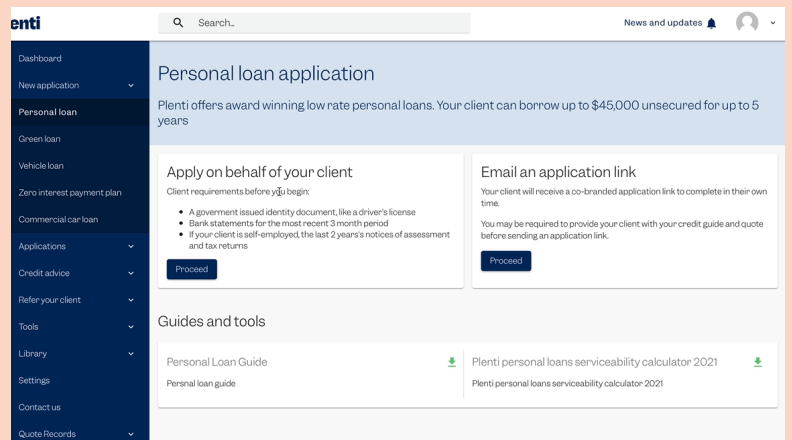 enti
Search...
News and updates
Dashboard
New application
Personal loan
Green loan
Vehicle loan
Zero interest payment plan
Commercial car loan
Applications
Credit advice
Refer your client
Tools
Library
Settings
Contact us
Quote Records
Personal loan application
Plenti offers award winning low rate personal loans. Your client can borrow up to $45,000 unsecured for up to 5
years
Apply on behalf of your client
Client requirements before you begin:
A goverment issued identity document, like a driver's license
Bank statements for the most recent 3 month period
If your client is self-employed, the last 2 years's notices of assessment
and tax returns
Proceed
Email an application link
Your client will receive a co-branded application link to complete in their own
time.
You may be required to provide your client with your credit guide and quote
before sending an application link.
Proceed
Guides and tools
Personal Loan Guide
Persnal loan guide
Plenti personal loans serviceability calculator 2021
Plenti personal loans serviceability calculator 2021